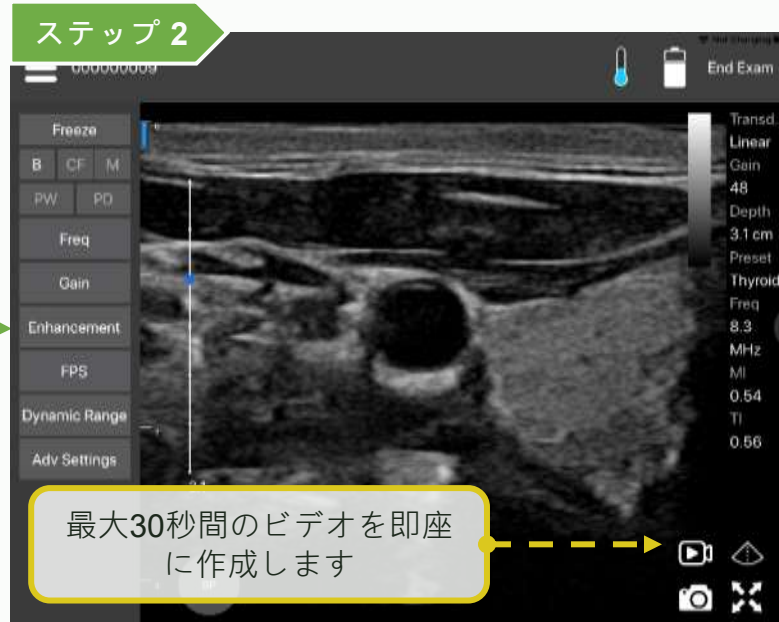 ステップ 2
000000009
End Exam
Freeze
B CF M
PW PD
Freq
Gain
Enhancement
FPS
Dynamic Range
Adv Settings
Transd
Linear
Gain
48
Depth
3.1 cm
Preset
Thyroid
Freq
8.3
MHz
MI
0.54
TI
0.56
最大30秒間のビデオを即座
に作成します